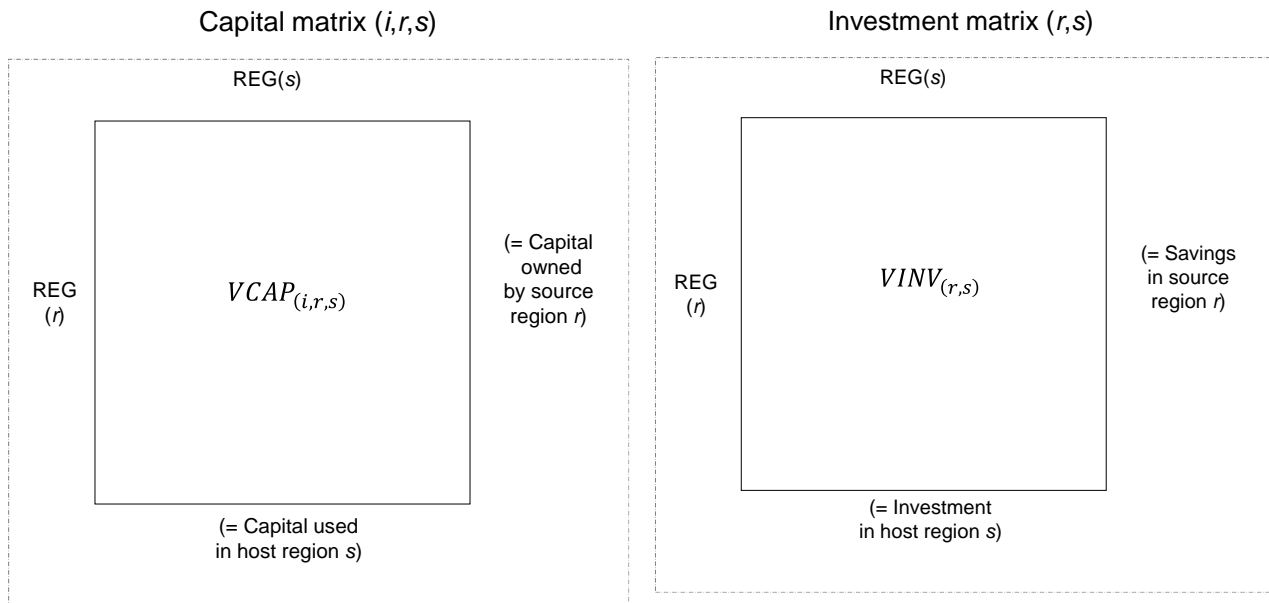 Capital matrix (i,r,s)
REG(s)
REG
(r)
VCAP(i,r,s)
(= Capital
owned
by source
region r)
(= Capital used
in host region s)
Investment matrix (r,s)
REG(s)
REG
(r)
VINV(r,s)
(= Savings
in source
region r)
(= Investment
in host region s)